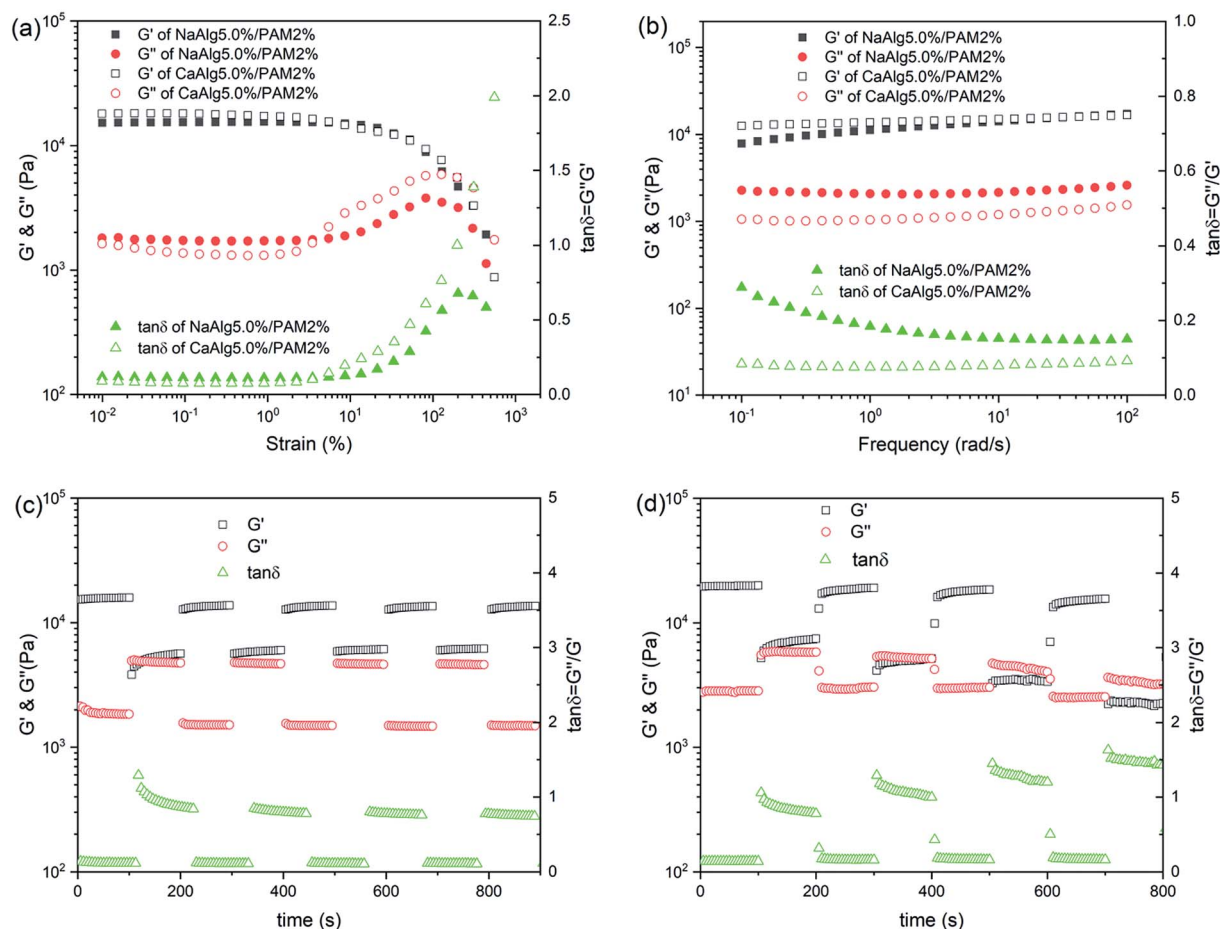 (a)
G' of NaAlg5.0%/PAM2%
G'' of NaAlg5.0%/PAM2%
G' of CaAlg5.0%/PAM2%
G'' of CaAlg5.0%/PAM2%
tanδ of NaAlg5.0%/PAM2%
tanδ of CaAlg5.0%/PAM2%
G' & G'' (Pa)
10⁴
10³
10²
10⁻² 10⁻¹ 10⁰ 10¹ 10² 10³
Strain (%)
2.5
2.0
1.5
1.0
0.5
0.0
tanδ=G''G'
(b)
G' of NaAlg5.0%/PAM2%
G'' of NaAlg5.0%/PAM2%
G' of CaAlg5.0%/PAM2%
G'' of CaAlg5.0%/PAM2%
tanδ of NaAlg5.0%/PAM2%
tanδ of CaAlg5.0%/PAM2%
G' & G''(Pa)
10⁵
10⁴
10³
10²
10¹
10⁻¹ 10⁰ 10¹ 10²
Frequency (rad/s)
1.0
0.8
0.6
0.4
0.2
0.0
tanδ=G''/G'
(c)
G'
G''
tanδ
G' & G''(Pa)
10⁵
10⁴
10³
10²
0 200 400 600 800
time (s)
5
4
3
2
1
0
tanδ=G''/G'
(d)
G'
G''
tanδ
G' & G''(Pa)
10⁵
10⁴
10³
10²
0 200 400 600 800
time (s)
5
4
3
2
1
0
tanδ=G''/G'